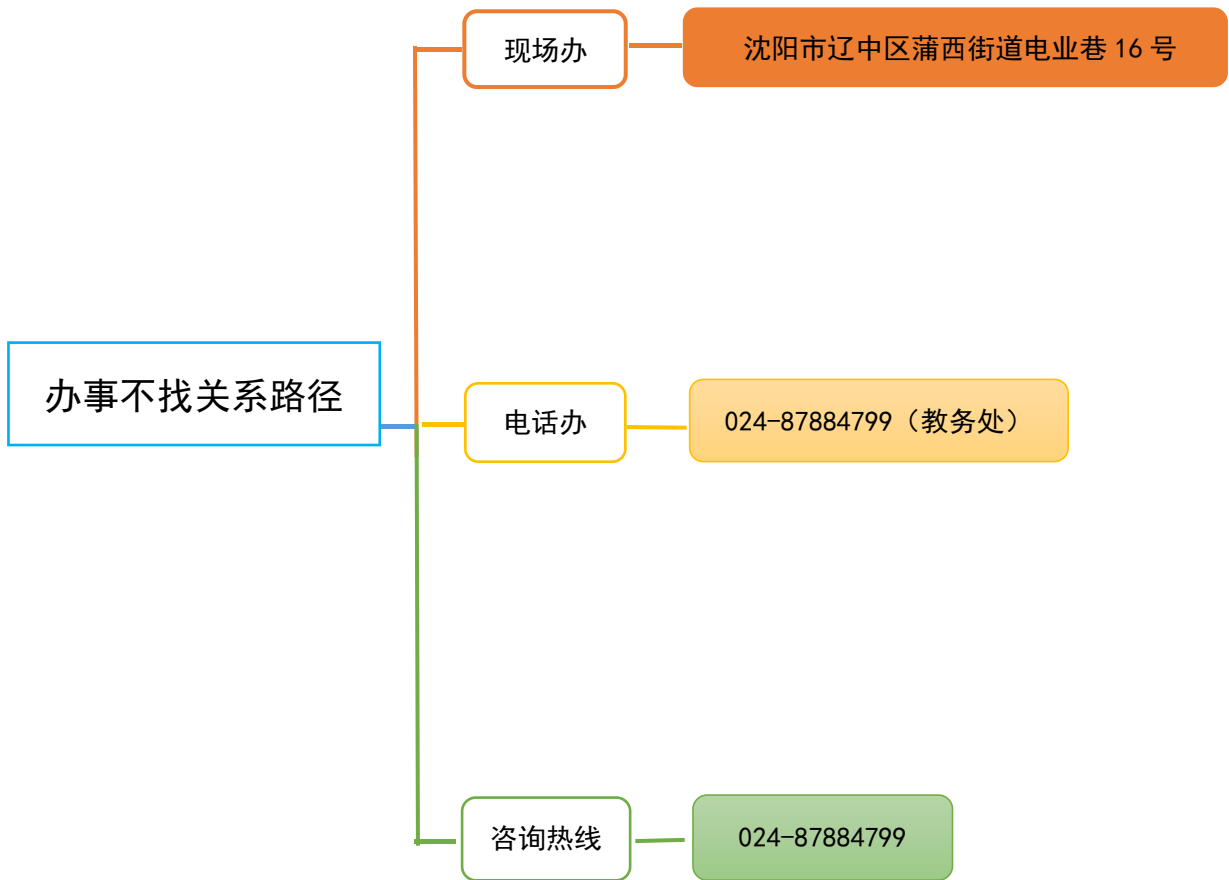 现场办
沈阳市辽中区蒲西街道电业巷 16 号
办事不找关系路径
电话办
024-87884799（教务处）
咨询热线
024-87884799